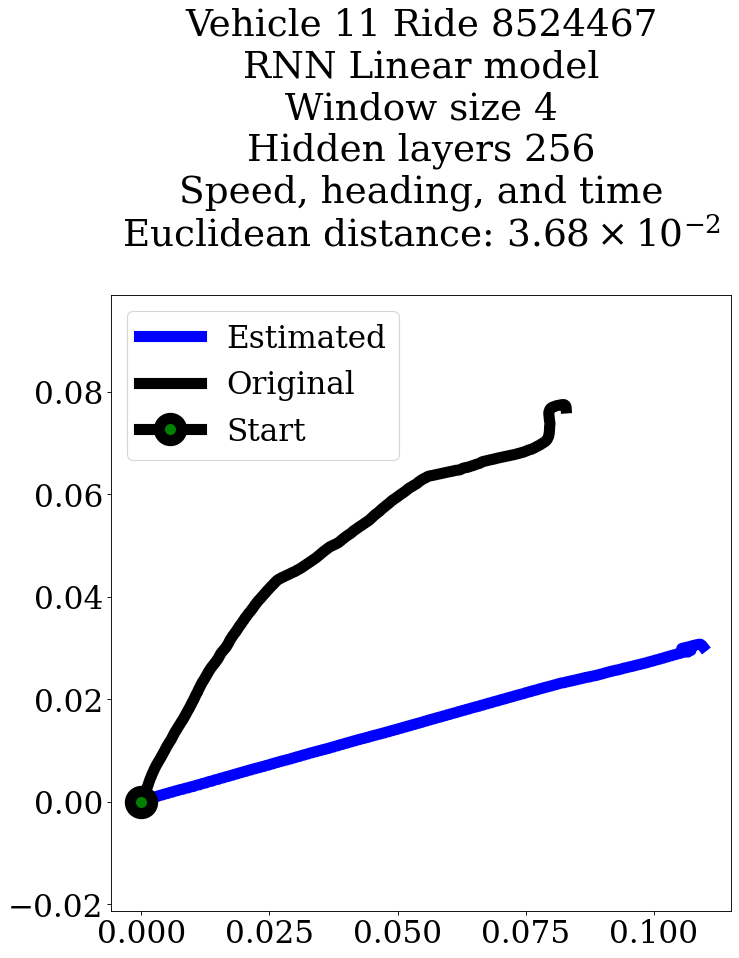 Vehicle 11 Ride 8524467
RNN Linear model
Window size 4
Hidden layers 256
Speed, heading, and time
Euclidean distance: 3.68 × 10⁻²
Estimated
Original
Start
0.08
0.06
0.04
0.02
0.00
−0.02
0.000 0.025 0.050 0.075 0.100